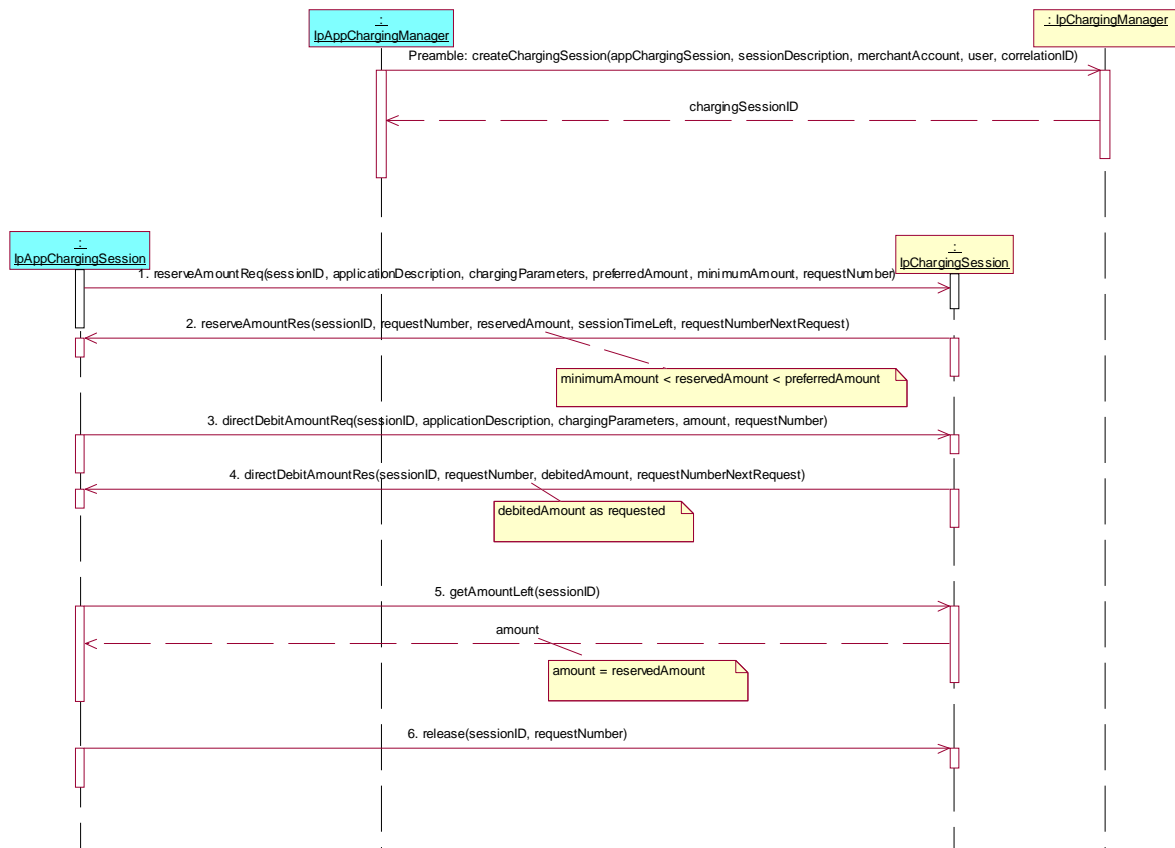 :
IpAppChargingManager
: IpChargingManager
Preamble: createChargingSession(appChargingSession, sessionDescription, merchantAccount, user, correlationID)
chargingSessionID
:
IpAppChargingSession
:
IpChargingSession
1. reserveAmountReq(sessionID, applicationDescription, chargingParameters, preferredAmount, minimumAmount, requestNumber)
2. reserveAmountRes(sessionID, requestNumber, reservedAmount, sessionTimeLeft, requestNumberNextRequest)
minimumAmount < reservedAmount < preferredAmount
3. directDebitAmountReq(sessionID, applicationDescription, chargingParameters, amount, requestNumber)
4. directDebitAmountRes(sessionID, requestNumber, debitedAmount, requestNumberNextRequest)
debitedAmount as requested
5. getAmountLeft(sessionID)
amount
amount = reservedAmount
6. release(sessionID, requestNumber)